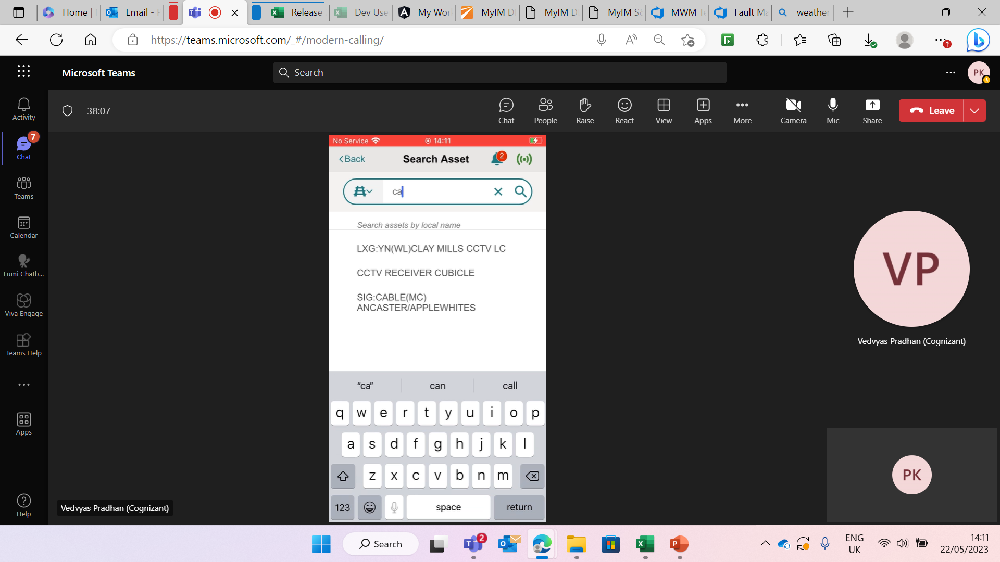 Home |
Email -
Release
Dev Use
My Wor
MyIM D
MyIM D
MyIM S
MWM Te
Fault Ma
weather
https://teams.microsoft.com/_#/modern-calling/
Microsoft Teams
Search
PK
38:07
Chat
People
Raise
React
View
Apps
More
Camera
Mic
Share
Leave
Activity
7
Chat
Teams
Calendar
Lumi Chatb...
Viva Engage
Teams Help
Apps
Help
No Service
14:11
Back
Search Asset
2
ca
Search assets by local name
LXG:YN(WL)CLAY MILLS CCTV LC
CCTV RECEIVER CUBICLE
SIG:CABLE(MC)
ANCASTER/APPLEWHITES
“ca”
can
call
q w e r t y u i o p
a s d f g h j k l
z x c v b n m
123
space
return
VP
Vedvyas Pradhan (Cognizant)
PK
Vedvyas Pradhan (Cognizant)
Search
2
ENG
UK
14:11
22/05/2023